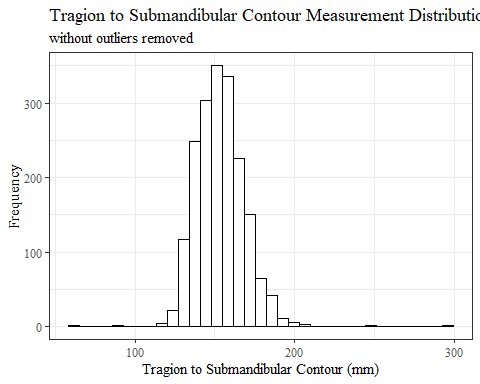 Tragion to Submandibular Contour Measurement Distributio
without outliers removed
Frequency
300
200
100
0
100
200
300
Tragion to Submandibular Contour (mm)